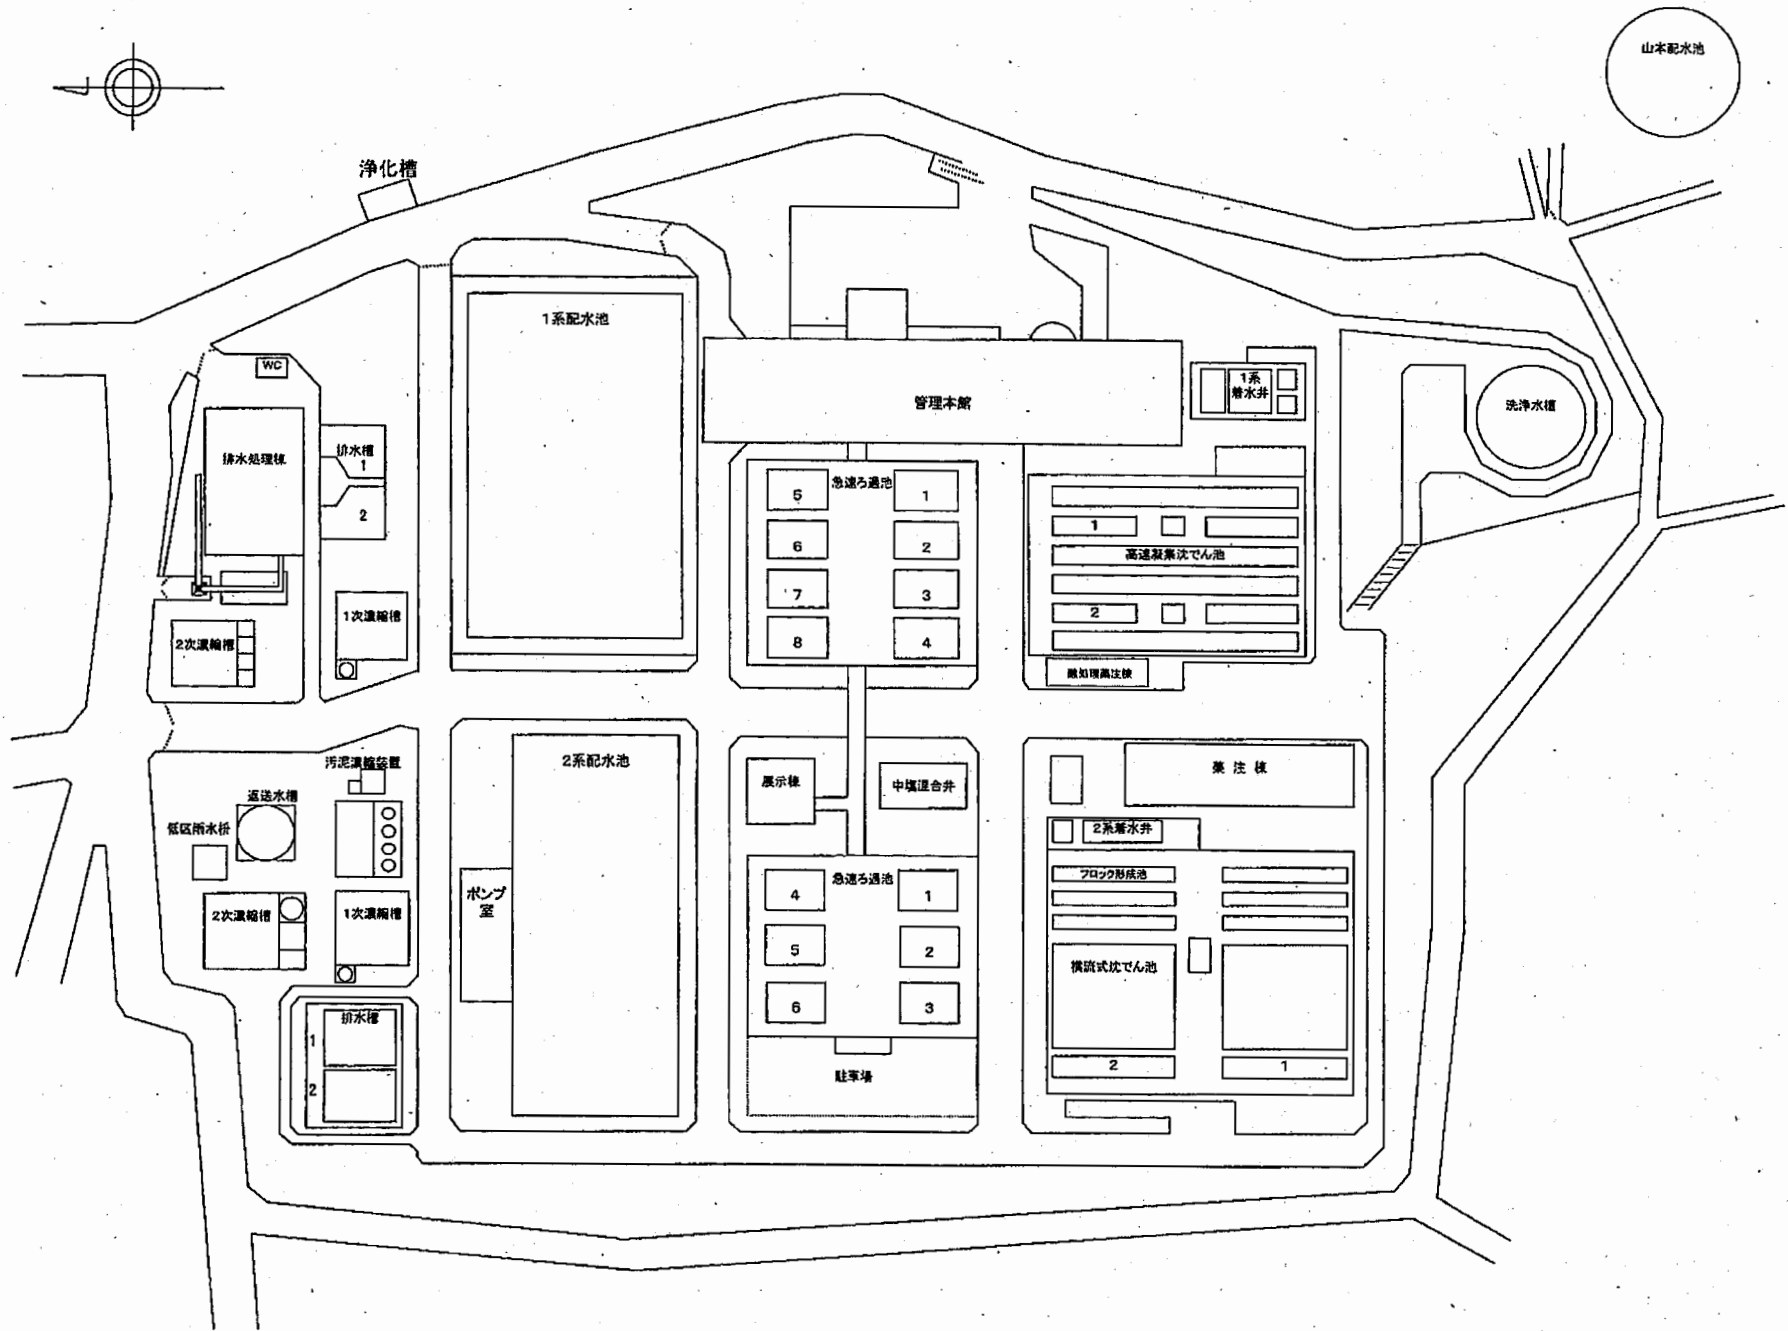 山本配水池
浄化槽
1系配水池
WC
管理本館
1系
着水井
洗浄水槽
排水処理棟
排水槽
1
2
急速ろ過池
5
1
6
2
7
3
8
4
1
高速凝集沈でん池
2
1次濃縮槽
2次濃縮槽
酸処理薬注棟
汚泥濃縮装置
返送水槽
低区雨水桝
2系配水池
展示棟
中塩混合井
薬注棟
2系着水井
ポンプ
室
急速ろ過池
4
1
5
2
6
3
フロック形成池
横流式沈でん池
2
1
2次濃縮槽
1次濃縮槽
排水槽
1
2
駐車場